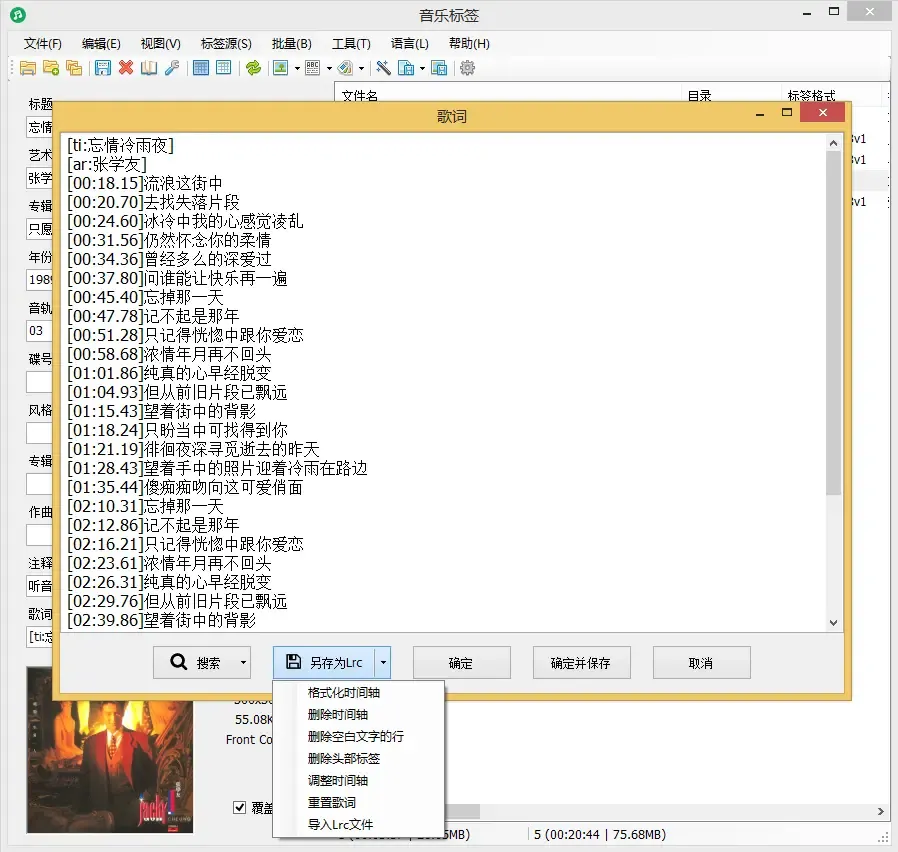 音乐标签
文件(F) 编辑(E) 视图(V) 标签源(S) 批量(B) 工具(T) 语言(L) 帮助(H)
文件名 目录 标签格式
标题
忘情
艺术
张学
专辑
只愿
年份
1989
音轨
03
碟号
风格
专辑
作曲
注释
听音
歌词
[ti:忘
歌词
[ti:忘情冷雨夜]
[ar:张学友]
[00:18.15]流浪这街中
[00:20.70]去找失落片段
[00:24.60]冰冷中我的心感觉凌乱
[00:31.56]仍然怀念你的柔情
[00:34.36]曾经多么的深爱过
[00:37.80]问谁能让快乐再一遍
[00:45.40]忘掉那一天
[00:47.78]记不起是那年
[00:51.28]只记得恍惚中跟你爱恋
[00:58.68]浓情年月再不回头
[01:01.86]纯真的心早经脱变
[01:04.93]但从前旧片段已飘远
[01:15.43]望着街中的背影
[01:18.24]只盼当中可找得到你
[01:21.19]徘徊夜深寻觅逝去的昨天
[01:28.43]望着手中的照片迎着冷雨在路边
[01:35.44]傻痴痴吻向这可爱俏面
[02:10.31]忘掉那一天
[02:12.86]记不起是那年
[02:16.21]只记得恍惚中跟你爱恋
[02:23.61]浓情年月再不回头
[02:26.31]纯真的心早经脱变
[02:29.76]但从前旧片段已飘远
[02:39.86]望着街中的背影
搜索 另存为Lrc 确定 确定并保存 取消
格式化时间轴
删除时间轴
删除空白文字的行
删除头部标签
调整时间轴
重置歌词
导入Lrc文件
55.08K
Front Co
覆盖
jacky
CHEUNG
5 (00:20:44 | 75.68MB)